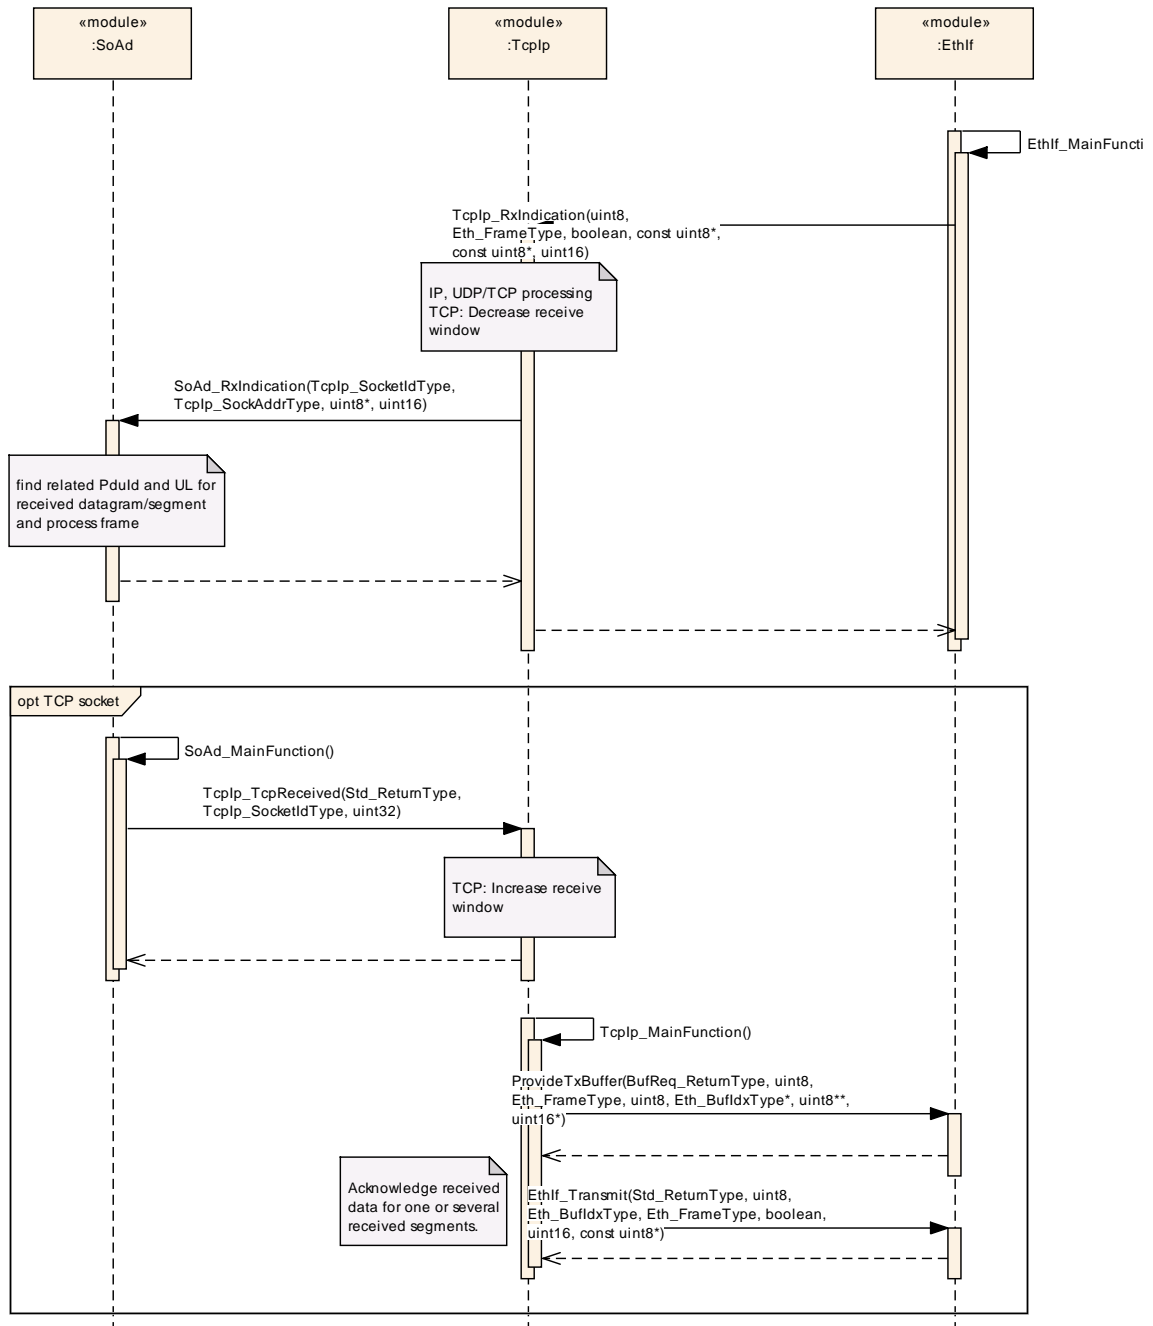 «module»
:SoAd
«module»
:TcpIp
«module»
:EthIf
EthIf_MainFuncti
TcpIp_RxIndication(uint8,
Eth_FrameType, boolean, const uint8*,
const uint8*, uint16)
IP, UDP/TCP processing
TCP: Decrease receive
window
SoAd_RxIndication(TcpIp_SocketIdType,
TcpIp_SockAddrType, uint8*, uint16)
find related PduId and UL for
received datagram/segment
and process frame
opt TCP socket
SoAd_MainFunction()
TcpIp_TcpReceived(Std_ReturnType,
TcpIp_SocketIdType, uint32)
TCP: Increase receive
window
TcpIp_MainFunction()
ProvideTxBuffer(BufReq_ReturnType, uint8,
Eth_FrameType, uint8, Eth_BufIdxType*, uint8**,
uint16*)
Acknowledge received
data for one or several
received segments.
EthIf_Transmit(Std_ReturnType, uint8,
Eth_BufIdxType, Eth_FrameType, boolean,
uint16, const uint8*)